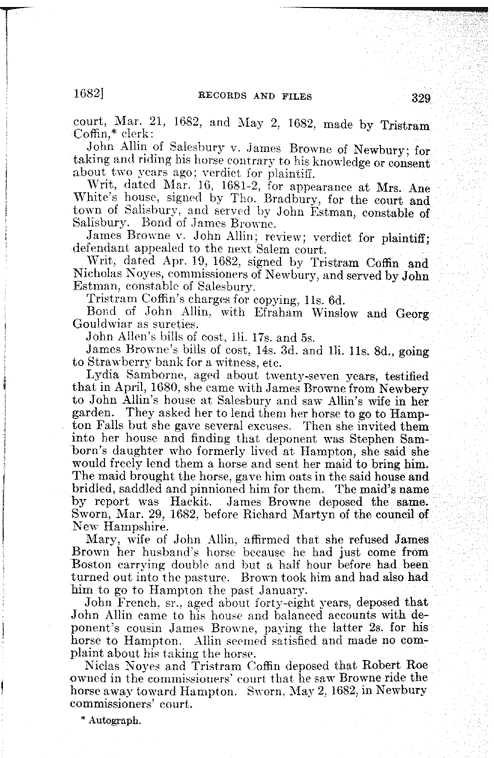 1682] RECORDS AND FILES 329
court, Mar. 21, 1682, and May 2, 1682, made by Tristram
Coffin,* clerk:
John Allin of Salesbury v. James Browne of Newbury; for
taking and riding his horse contrary to his knowledge or consent
about two years ago; verdict for plaintiff.
Writ, dated Mar. 16, 1681-2, for appearance at Mrs. Ane
White's house, signed by Tho. Bradbury, for the court and
town of Salisbury, and served by John Estman, constable of
Salisbury. Bond of James Browne.
James Browne v. John Allin; review; verdict for plaintiff;
defendant appealed to the next Salem court.
Writ, dated Apr. 19, 1682, signed by Tristram Coffin and
Nicholas Noyes, commissioners of Newbury, and served by John
Estman, constable of Salesbury.
Tristram Coffin's charges for copying, 11s. 6d.
Bond of John Allin, with Efraham Winslow and Georg
Gouldwiar as sureties.
John Allen's bills of cost, 1li. 17s. and 5s.
James Browne's bills of cost, 14s. 3d. and 1li. 11s. 8d., going
to Strawberry bank for a witness, etc.
Lydia Samborne, aged about twenty-seven years, testified
that in April, 1680, she came with James Browne from Newbery
to John Allin's house at Salesbury and saw Allin's wife in her
garden. They asked her to lend them her horse to go to Hamp-
ton Falls but she gave several excuses. Then she invited them
into her house and finding that deponent was Stephen Sam-
born's daughter who formerly lived at Hampton, she said she
would freely lend them a horse and sent her maid to bring him.
The maid brought the horse, gave him oats in the said house and
bridled, saddled and pinnioned him for them. The maid's name
by report was Hackit. James Browne deposed the same.
Sworn, Mar. 29, 1682, before Richard Martyn of the council of
New Hampshire.
Mary, wife of John Allin, affirmed that she refused James
Brown her husband's horse because he had just come from
Boston carrying double and but a half hour before had been
turned out into the pasture. Brown took him and had also had
him to go to Hampton the past January.
John French, sr., aged about forty-eight years, deposed that
John Allin came to his house and balanced accounts with de-
ponent's cousin James Browne, paying the latter 2s. for his
horse to Hampton. Allin seemed satisfied and made no com-
plaint about his taking the horse.
Niclas Noyes and Tristram Coffin deposed that Robert Roe
owned in the commissioners' court that he saw Browne ride the
horse away toward Hampton. Sworn, May 2, 1682, in Newbury
commissioners' court.
* Autograph.